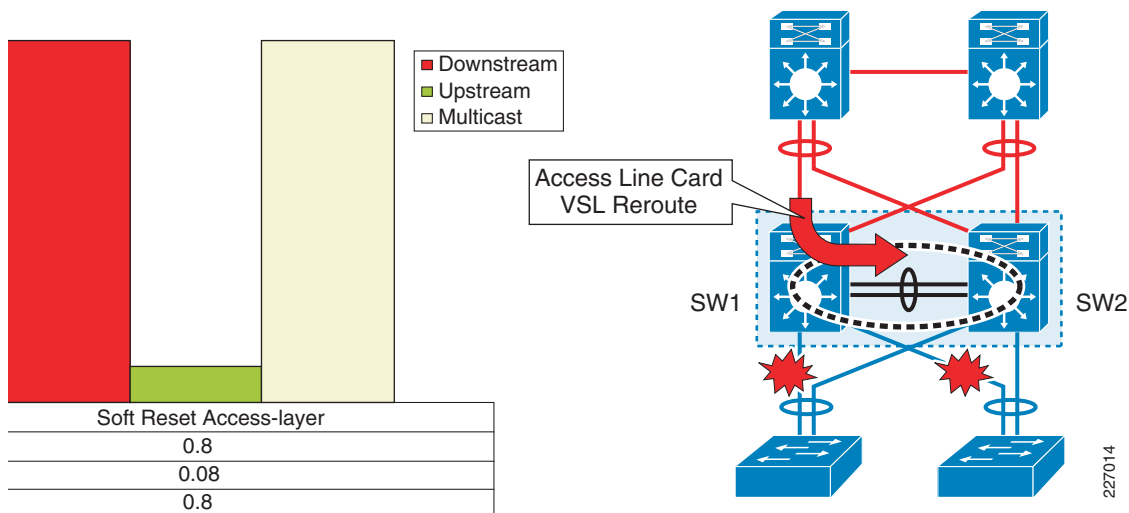 Downstream
Upstream
Multicast
Soft Reset Access-layer
0.8
0.08
0.8
Access Line Card
VSL Reroute
SW1
SW2
227014